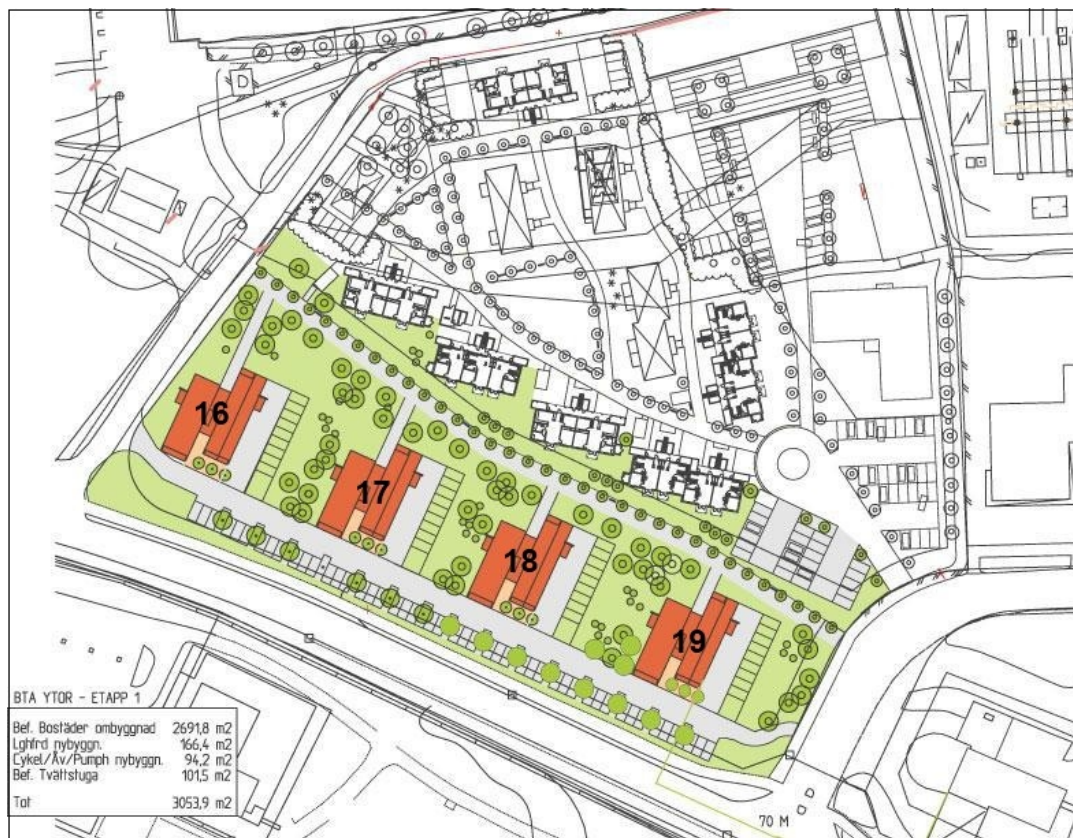 D
16
17
18
19
BTA YTOR - ETAPP 1
Bef. Bostäder ombyggnad 2691,8 m2
Lghfrd nybyggn. 166,4 m2
Cykel/Av/Pumph nybyggn. 94,2 m2
Bef. Tvättstuga 101,5 m2
Tot 3053,9 m2
70 M